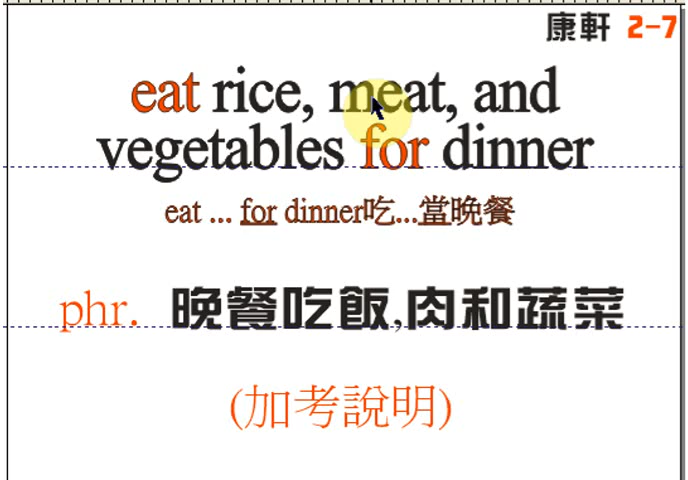 康軒 2-7
eat rice, meat, and
vegetables for dinner
eat ... for dinner吃...當晚餐
phr. 晚餐吃飯,肉和蔬菜
(加考說明)